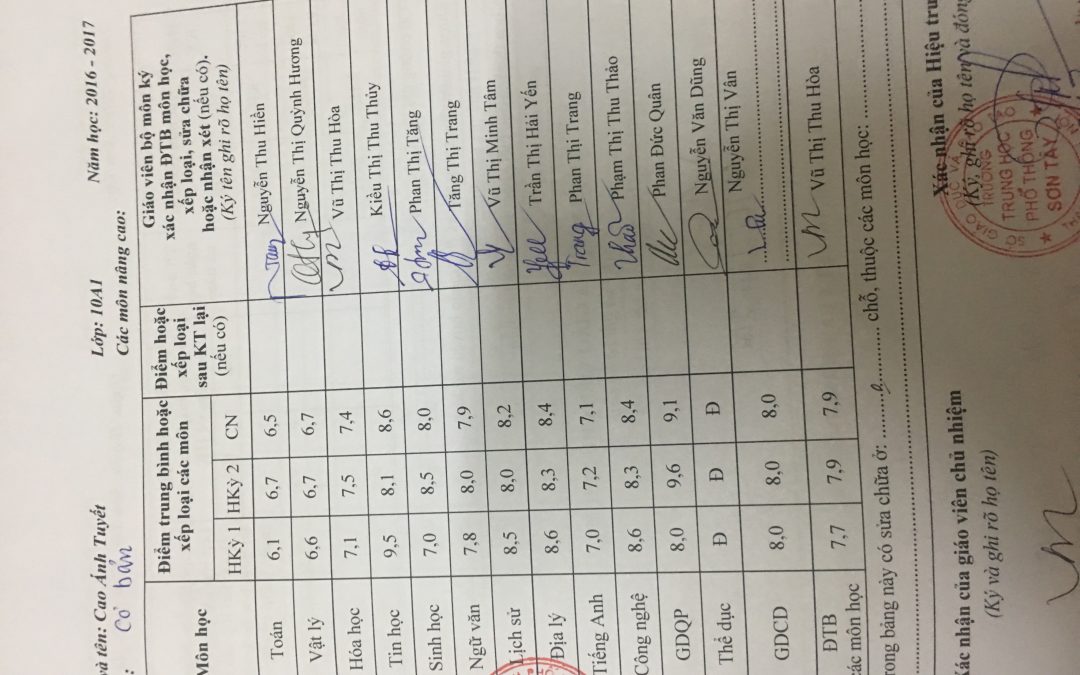 và tên: Cao Ánh Tuyết Lớp: 10A1 Năm học: 2016 - 2017
: Cơ bản Các môn nâng cao:
Môn học
Điểm trung bình hoặc
xếp loại các môn
HKỳ 1 HKỳ 2 CN
Điểm hoặc
xếp loại
sau KT lại
(nếu có)
Giáo viên bộ môn ký
xác nhận ĐTB môn học,
xếp loại, sửa chữa
hoặc nhận xét (nếu có).
(Ký tên ghi rõ họ tên)
Toán 6,1 6,7 6,5 Nguyễn Thu Hiền
Vật lý 6,6 6,7 6,7 Nguyễn Thị Quỳnh Hương
Hóa học 7,1 7,5 7,4 Vũ Thị Thu Hòa
Tin học 9,5 8,1 8,6 Kiều Thị Thu Thủy
Sinh học 7,0 8,5 8,0 Phan Thị Tăng
Ngữ văn 7,8 8,0 7,9 Tăng Thị Trang
Lịch sử 8,5 8,0 8,2 Vũ Thị Minh Tâm
Địa lý 8,6 8,3 8,4 Trần Thị Hải Yến
Tiếng Anh 7,0 7,2 7,1 Trang Phan Thị Trang
Công nghệ 8,6 8,3 8,4 Thảo Phạm Thị Thu Thảo
GDQP 8,0 9,6 9,1 Phan Đức Quân
Thể dục Đ Đ Đ Nguyễn Văn Dũng
GDCD 8,0 8,0 8,0 Nguyễn Thị Vân
ĐTB
các môn học 7,7 7,9 7,9 Vũ Thị Thu Hòa
rong bảng này có sửa chữa ở: ........ chỗ, thuộc các môn học: ........
Xác nhận của giáo viên chủ nhiệm
(Ký và ghi rõ họ tên)
Xác nhận của Hiệu trư
(Ký, ghi rõ họ tên và đóng
TRƯỜNG
TRUNG HỌC
PHỔ THÔNG
SƠN TÂY